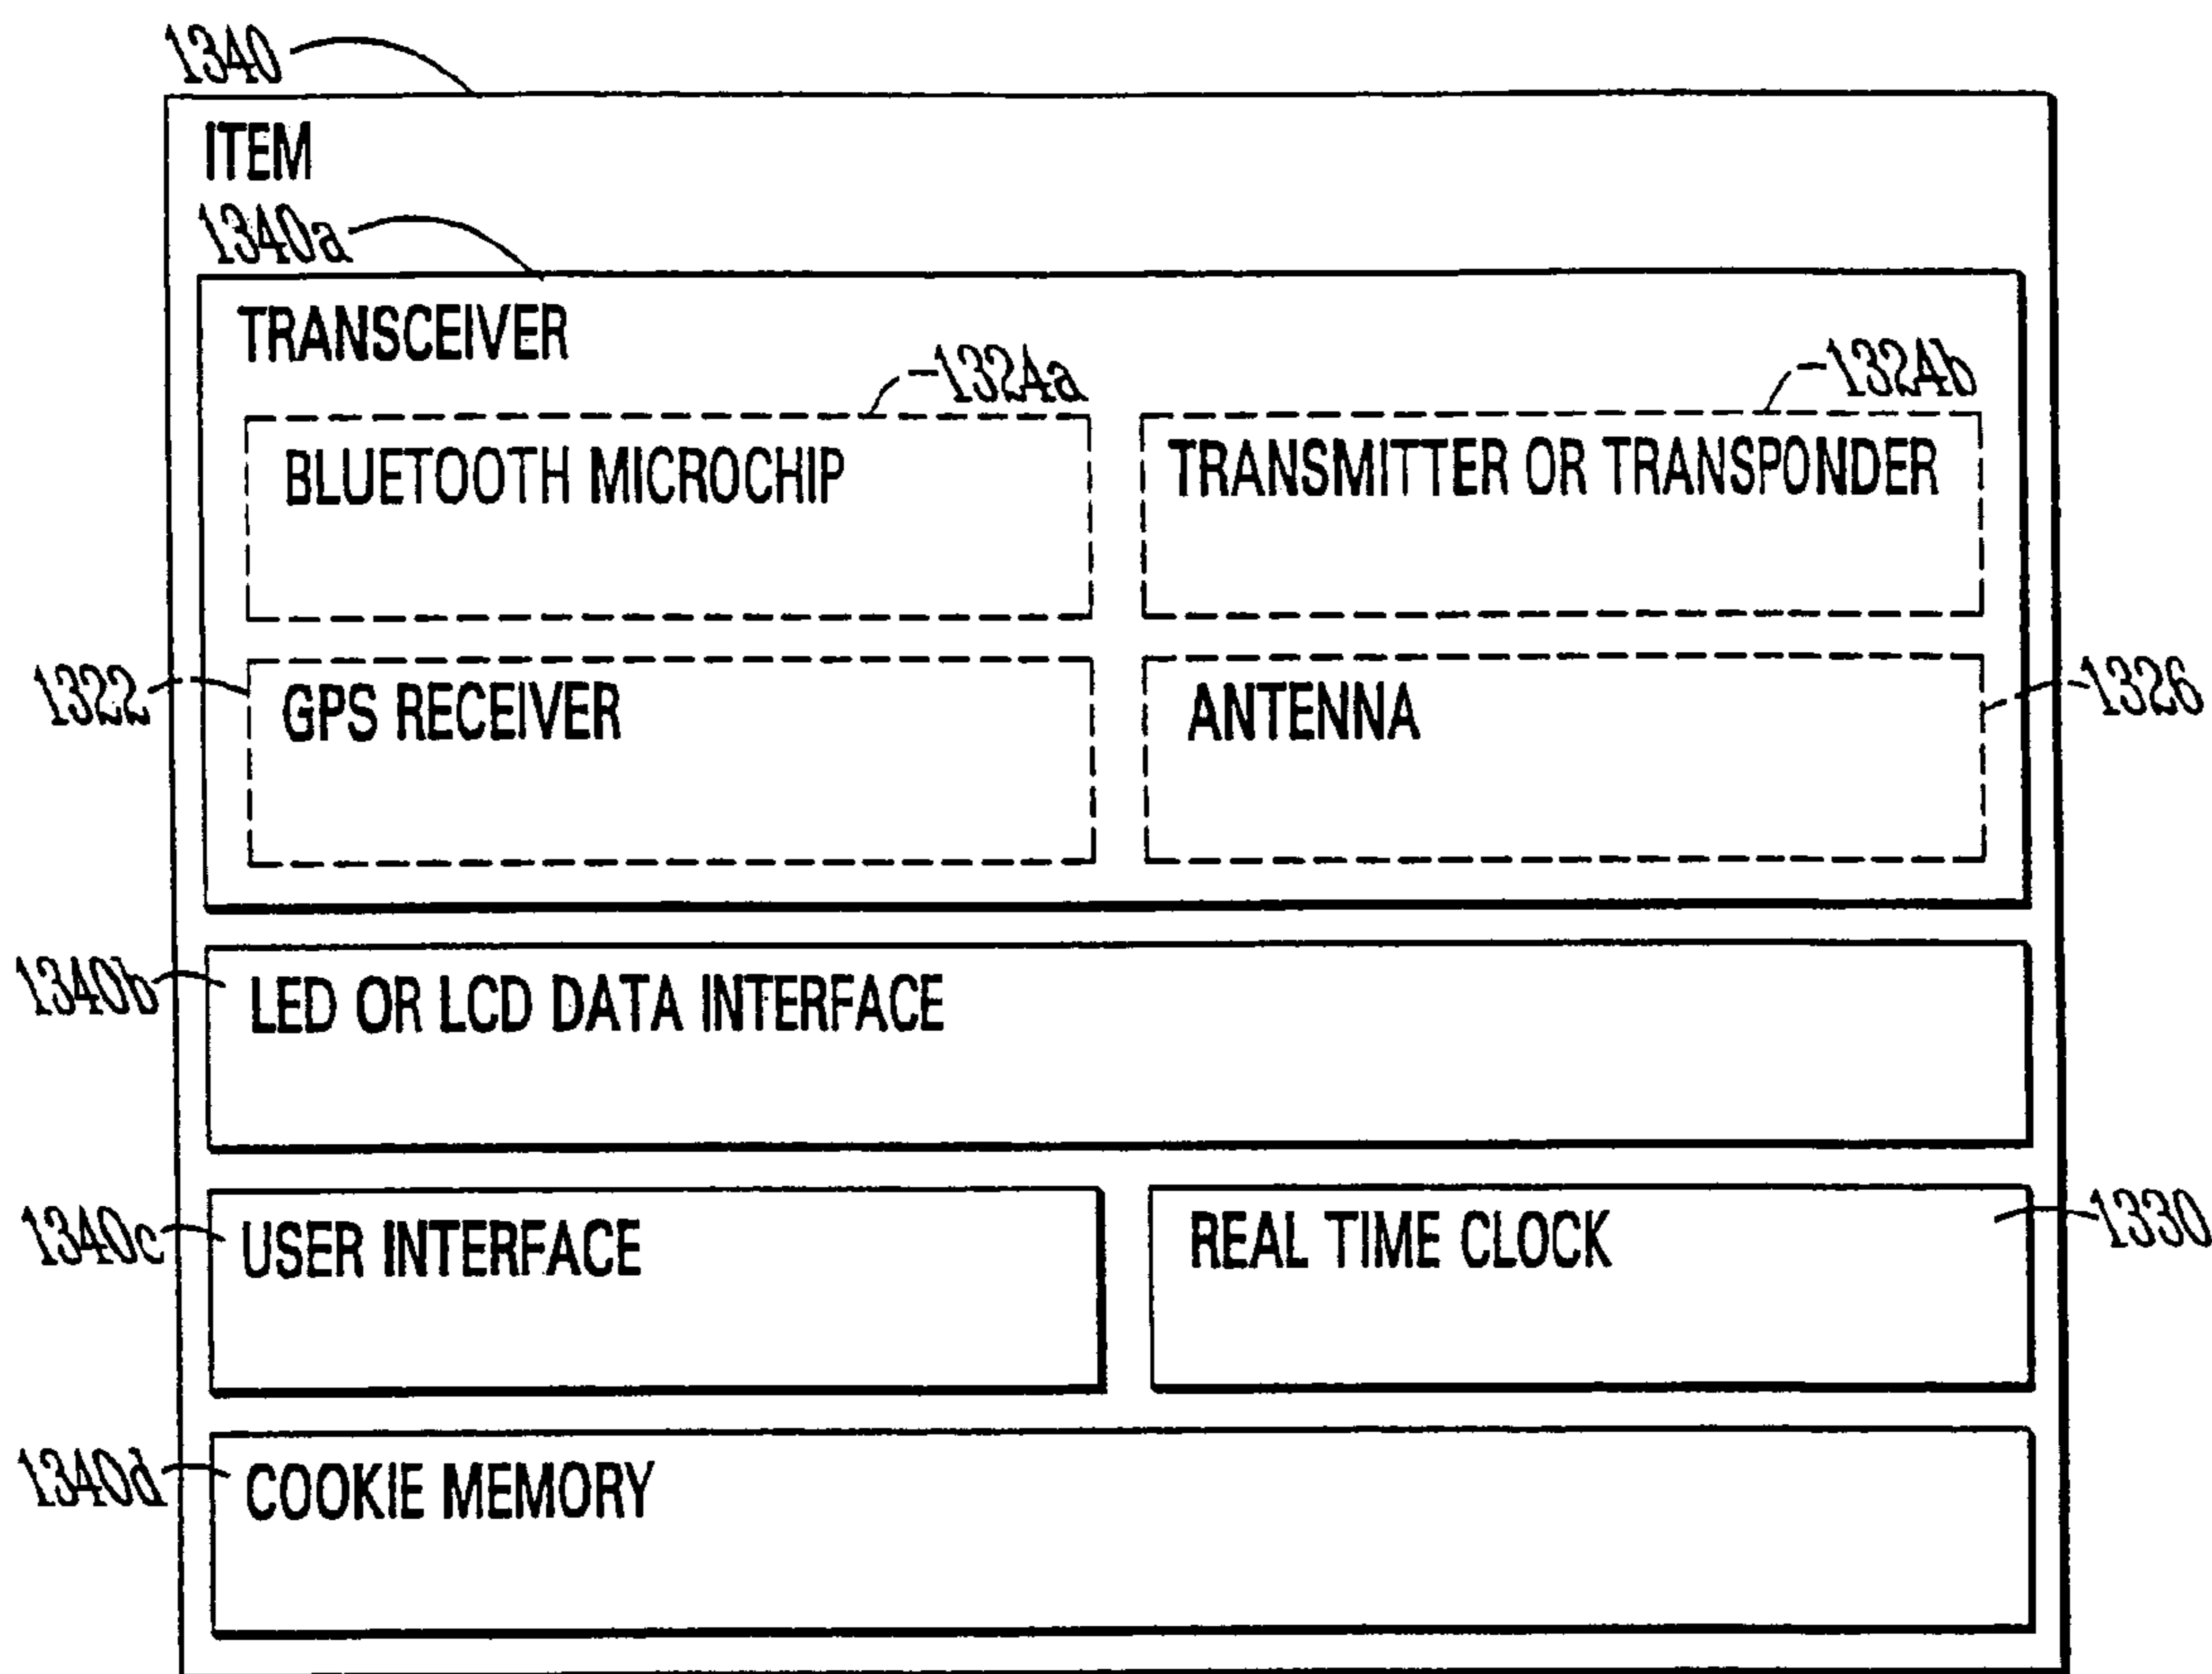 1340
ITEM
1340a
TRANSCEIVER
1324a
1324b
BLUETOOTH MICROCHIP
TRANSMITTER OR TRANSPONDER
1322
GPS RECEIVER
ANTENNA
1326
1340b
LED OR LCD DATA INTERFACE
1340c
USER INTERFACE
REAL TIME CLOCK
1330
1340d
COOKIE MEMORY